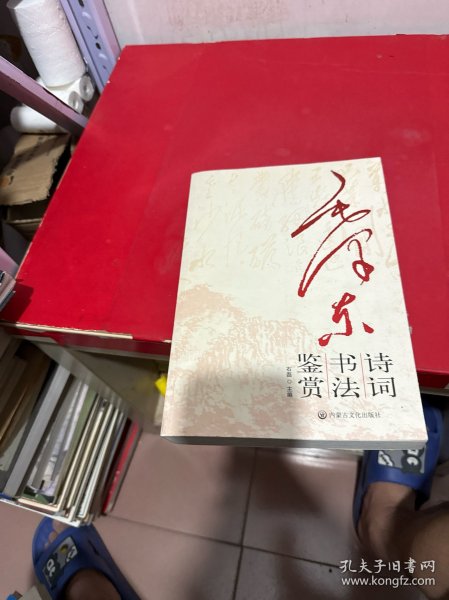 毛泽东
诗词
书法
鉴赏
石磊 ○ 主编
内蒙古文化出版社
孔夫子旧书网
www.kongfz.com